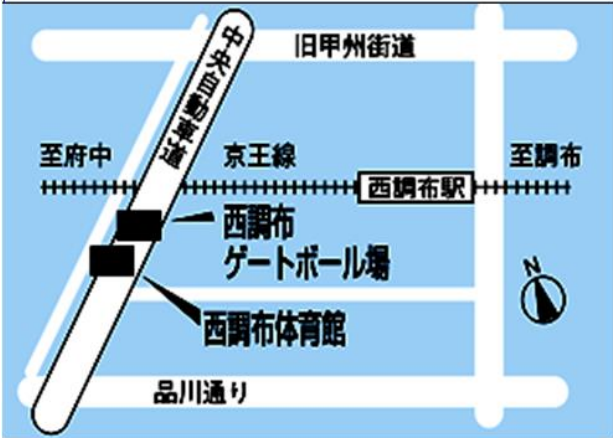 旧甲州街道
中央自動車道
至府中
京王線
西調布駅
至調布
西調布
ゲートボール場
西調布体育館
品川通り
N